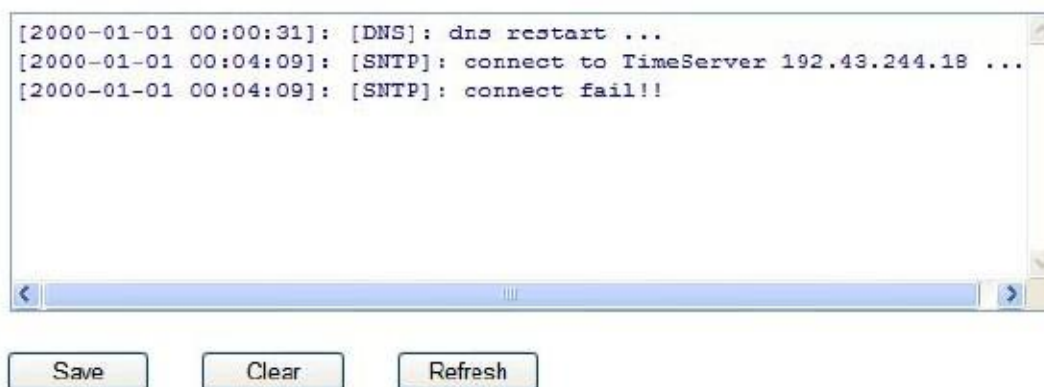 [2000-01-01 00:00:31]: [DNS]: dns restart ...
[2000-01-01 00:04:09]: [SNTP]: connect to TimeServer 192.43.244.18 ...
[2000-01-01 00:04:09]: [SNTP]: connect fail!!
Save Clear Refresh